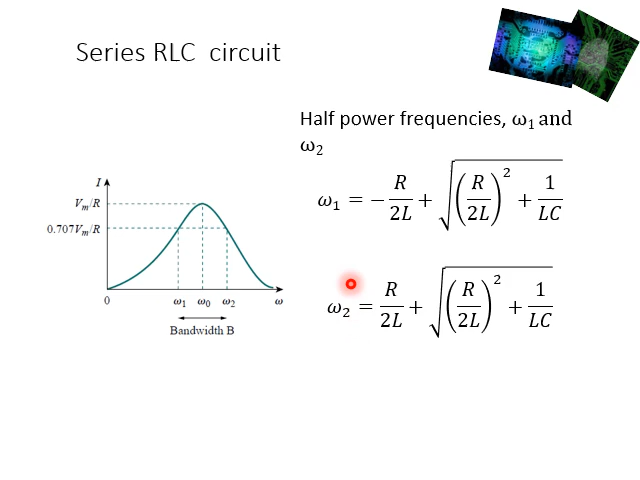 Series RLC circuit
Half power frequencies, ω₁ and
ω₂
ω₁ = −R/2L + √((R/2L)² + 1/LC)
ω₂ = R/2L + √((R/2L)² + 1/LC)
I
Vₘ/R
0.707Vₘ/R
0 ω₁ ω₀ ω₂ ω
Bandwidth B